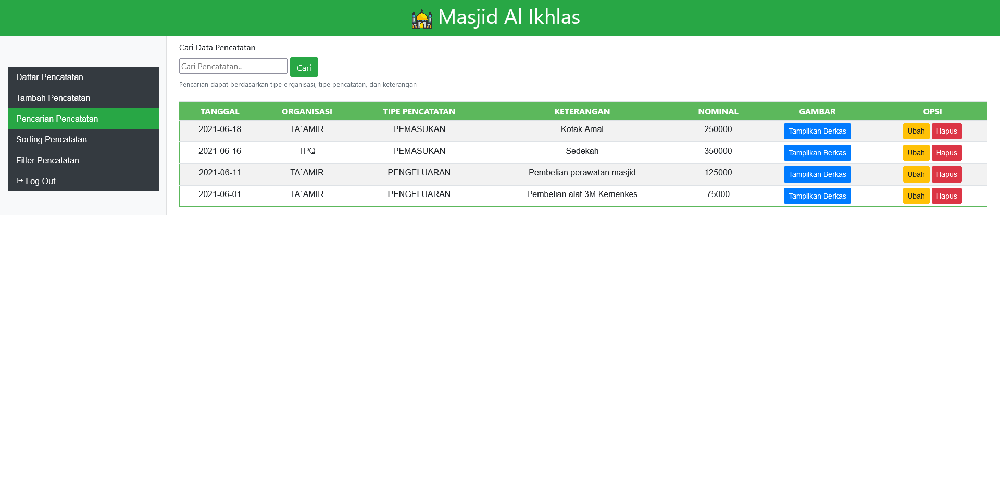 Masjid Al Ikhlas
Daftar Pencatatan
Tambah Pencatatan
Pencarian Pencatatan
Sorting Pencatatan
Filter Pencatatan
Log Out
Cari Data Pencatatan
Cari Pencatatan.. Cari
Pencarian dapat berdasarkan tipe organisasi, tipe pencatatan, dan keterangan
TANGGAL ORGANISASI TIPE PENCATATAN KETERANGAN NOMINAL GAMBAR OPSI
2021-06-18 TA`AMIR PEMASUKAN Kotak Amal 250000 Tampilkan Berkas Ubah Hapus
2021-06-16 TPQ PEMASUKAN Sedekah 350000 Tampilkan Berkas Ubah Hapus
2021-06-11 TA`AMIR PENGELUARAN Pembelian perawatan masjid 125000 Tampilkan Berkas Ubah Hapus
2021-06-01 TA`AMIR PENGELUARAN Pembelian alat 3M Kemenkes 75000 Tampilkan Berkas Ubah Hapus